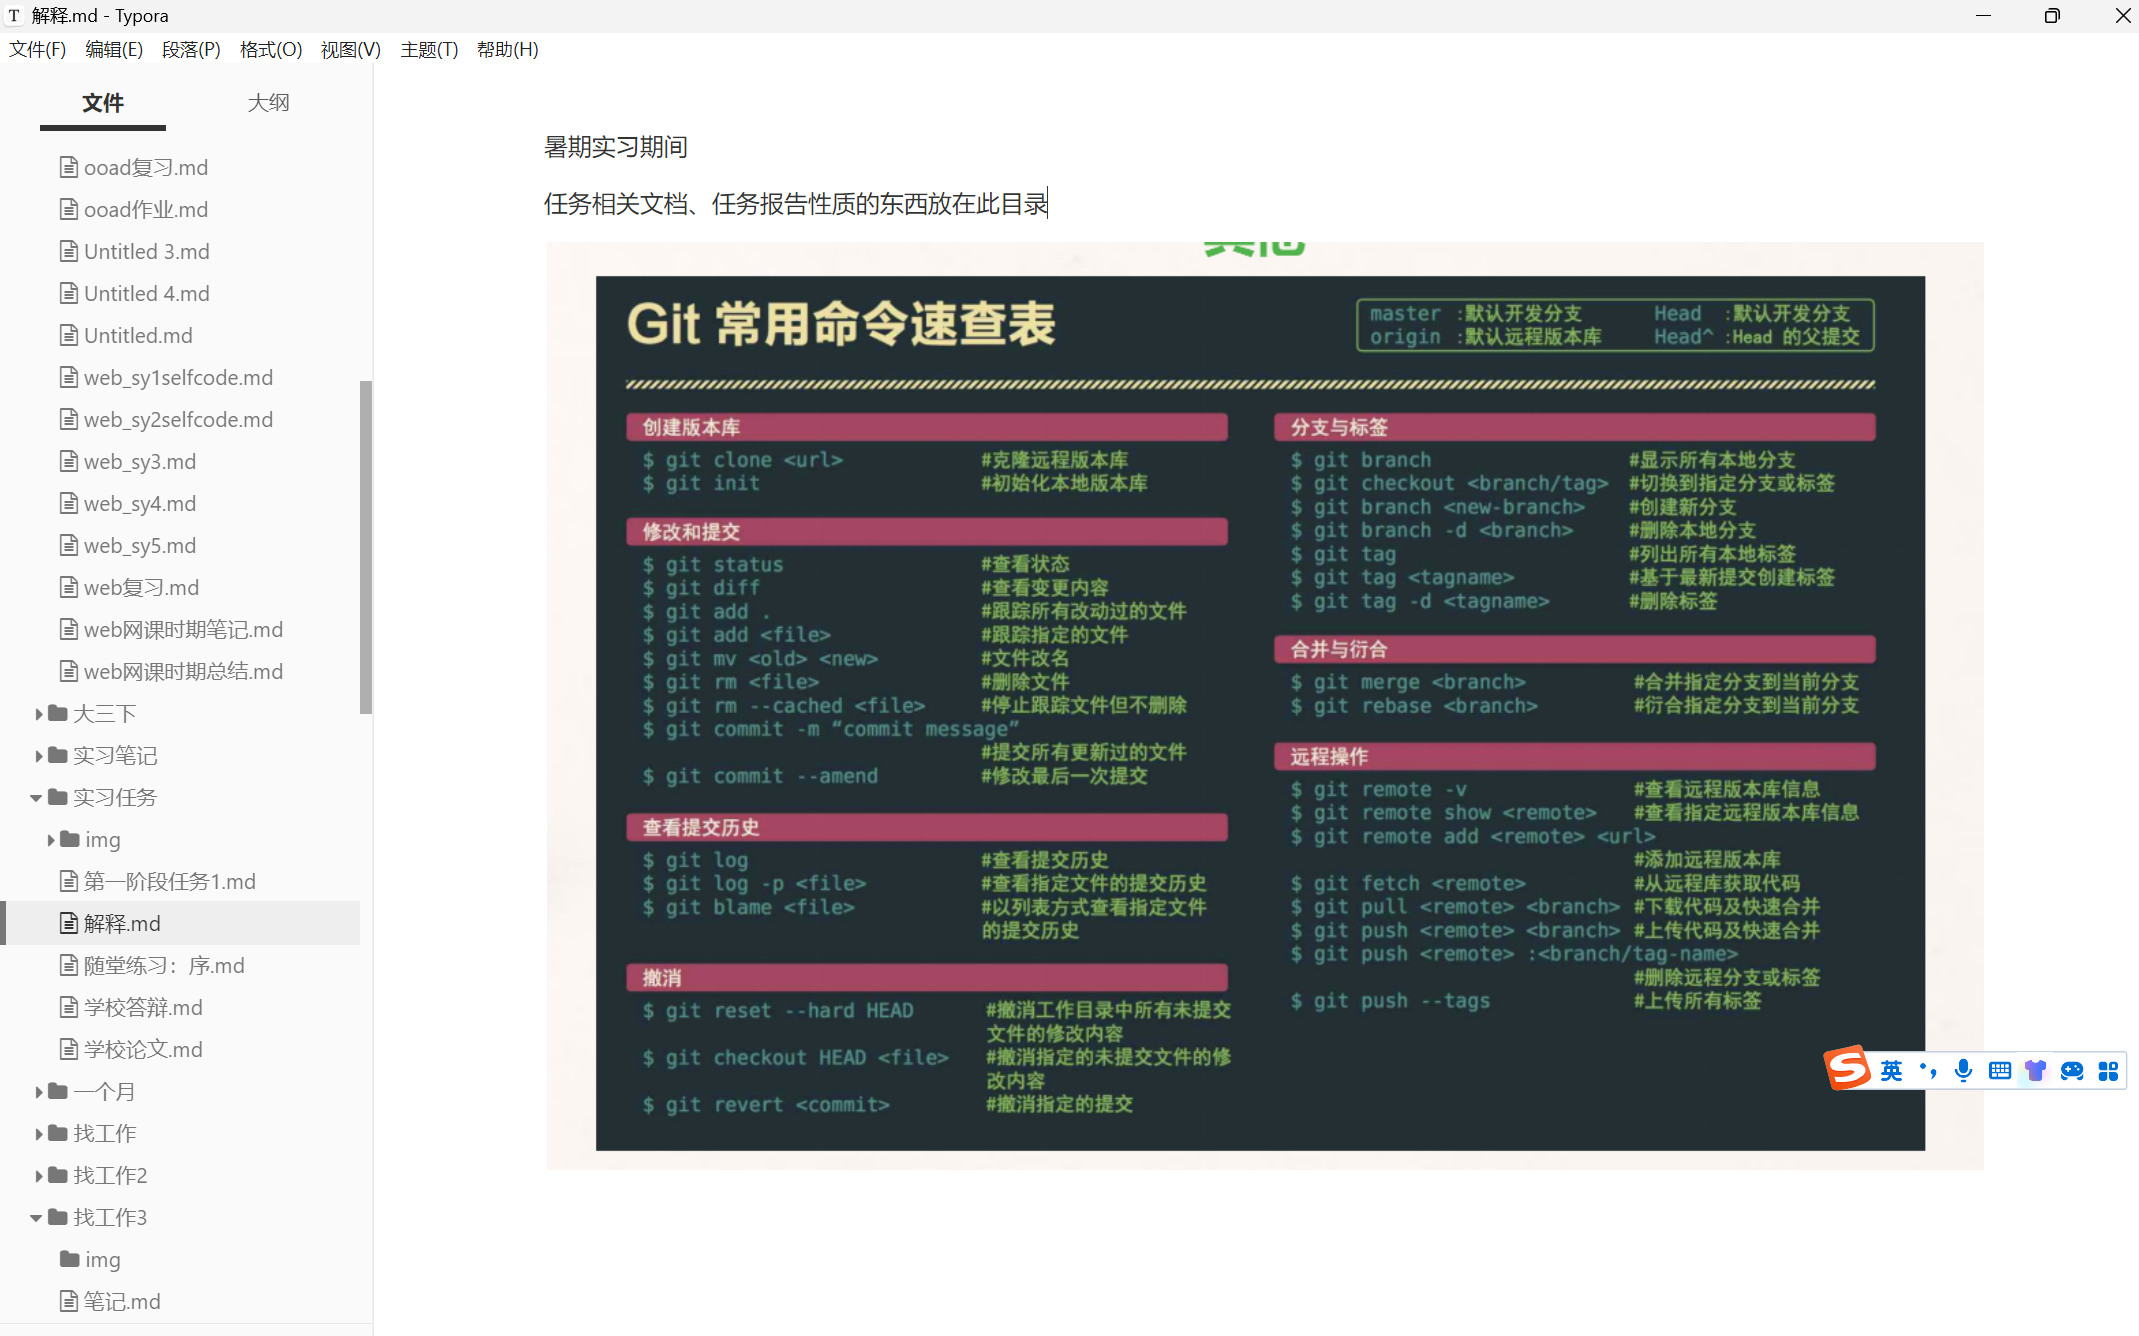 解释.md - Typora
文件(F) 编辑(E) 段落(P) 格式(O) 视图(V) 主题(T) 帮助(H)
文件 大纲
ooad复习.md
ooad作业.md
Untitled 3.md
Untitled 4.md
Untitled.md
web_sy1selfcode.md
web_sy2selfcode.md
web_sy3.md
web_sy4.md
web_sy5.md
web复习.md
web网课时期笔记.md
web网课时期总结.md
大三下
实习笔记
实习任务
img
第一阶段任务1.md
解释.md
随堂练习：序.md
学校答辩.md
学校论文.md
一个月
找工作
找工作2
找工作3
img
笔记.md
暑期实习期间
任务相关文档、任务报告性质的东西放在此目录
其他
Git 常用命令速查表
master :默认开发分支 Head :默认开发分支
origin :默认远程版本库 Head^ :Head 的父提交
创建版本库
$ git clone <url> #克隆远程版本库
$ git init #初始化本地版本库
修改和提交
$ git status #查看状态
$ git diff #查看变更内容
$ git add . #跟踪所有改动过的文件
$ git add <file> #跟踪指定的文件
$ git mv <old> <new> #文件改名
$ git rm <file> #删除文件
$ git rm --cached <file> #停止跟踪文件但不删除
$ git commit -m “commit message”
#提交所有更新过的文件
$ git commit --amend #修改最后一次提交
查看提交历史
$ git log #查看提交历史
$ git log -p <file> #查看指定文件的提交历史
$ git blame <file> #以列表方式查看指定文件
的提交历史
撤消
$ git reset --hard HEAD #撤消工作目录中所有未提交
文件的修改内容
$ git checkout HEAD <file> #撤消指定的未提交文件的修
改内容
$ git revert <commit> #撤消指定的提交
分支与标签
$ git branch #显示所有本地分支
$ git checkout <branch/tag> #切换到指定分支或标签
$ git branch <new-branch> #创建新分支
$ git branch -d <branch> #删除本地分支
$ git tag #列出所有本地标签
$ git tag <tagname> #基于最新提交创建标签
$ git tag -d <tagname> #删除标签
合并与衍合
$ git merge <branch> #合并指定分支到当前分支
$ git rebase <branch> #衍合指定分支到当前分支
远程操作
$ git remote -v #查看远程版本库信息
$ git remote show <remote> #查看指定远程版本库信息
$ git remote add <remote> <url>
#添加远程版本库
$ git fetch <remote> #从远程库获取代码
$ git pull <remote> <branch> #下载代码及快速合并
$ git push <remote> <branch> #上传代码及快速合并
$ git push <remote> :<branch/tag-name>
#删除远程分支或标签
$ git push --tags #上传所有标签
英